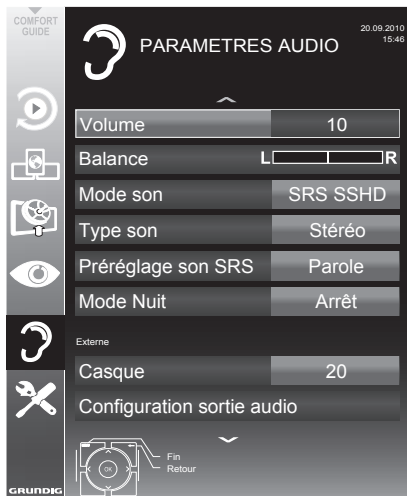 COMFORT
GUIDE
PARAMETRES AUDIO
20.09.2010
15:46
Volume 10
Balance L R
Mode son SRS SSHD
Type son Stéréo
Préréglage son SRS Parole
Mode Nuit Arrêt
Externe
Casque 20
Configuration sortie audio
Fin
Retour
OK
GRUNDIG